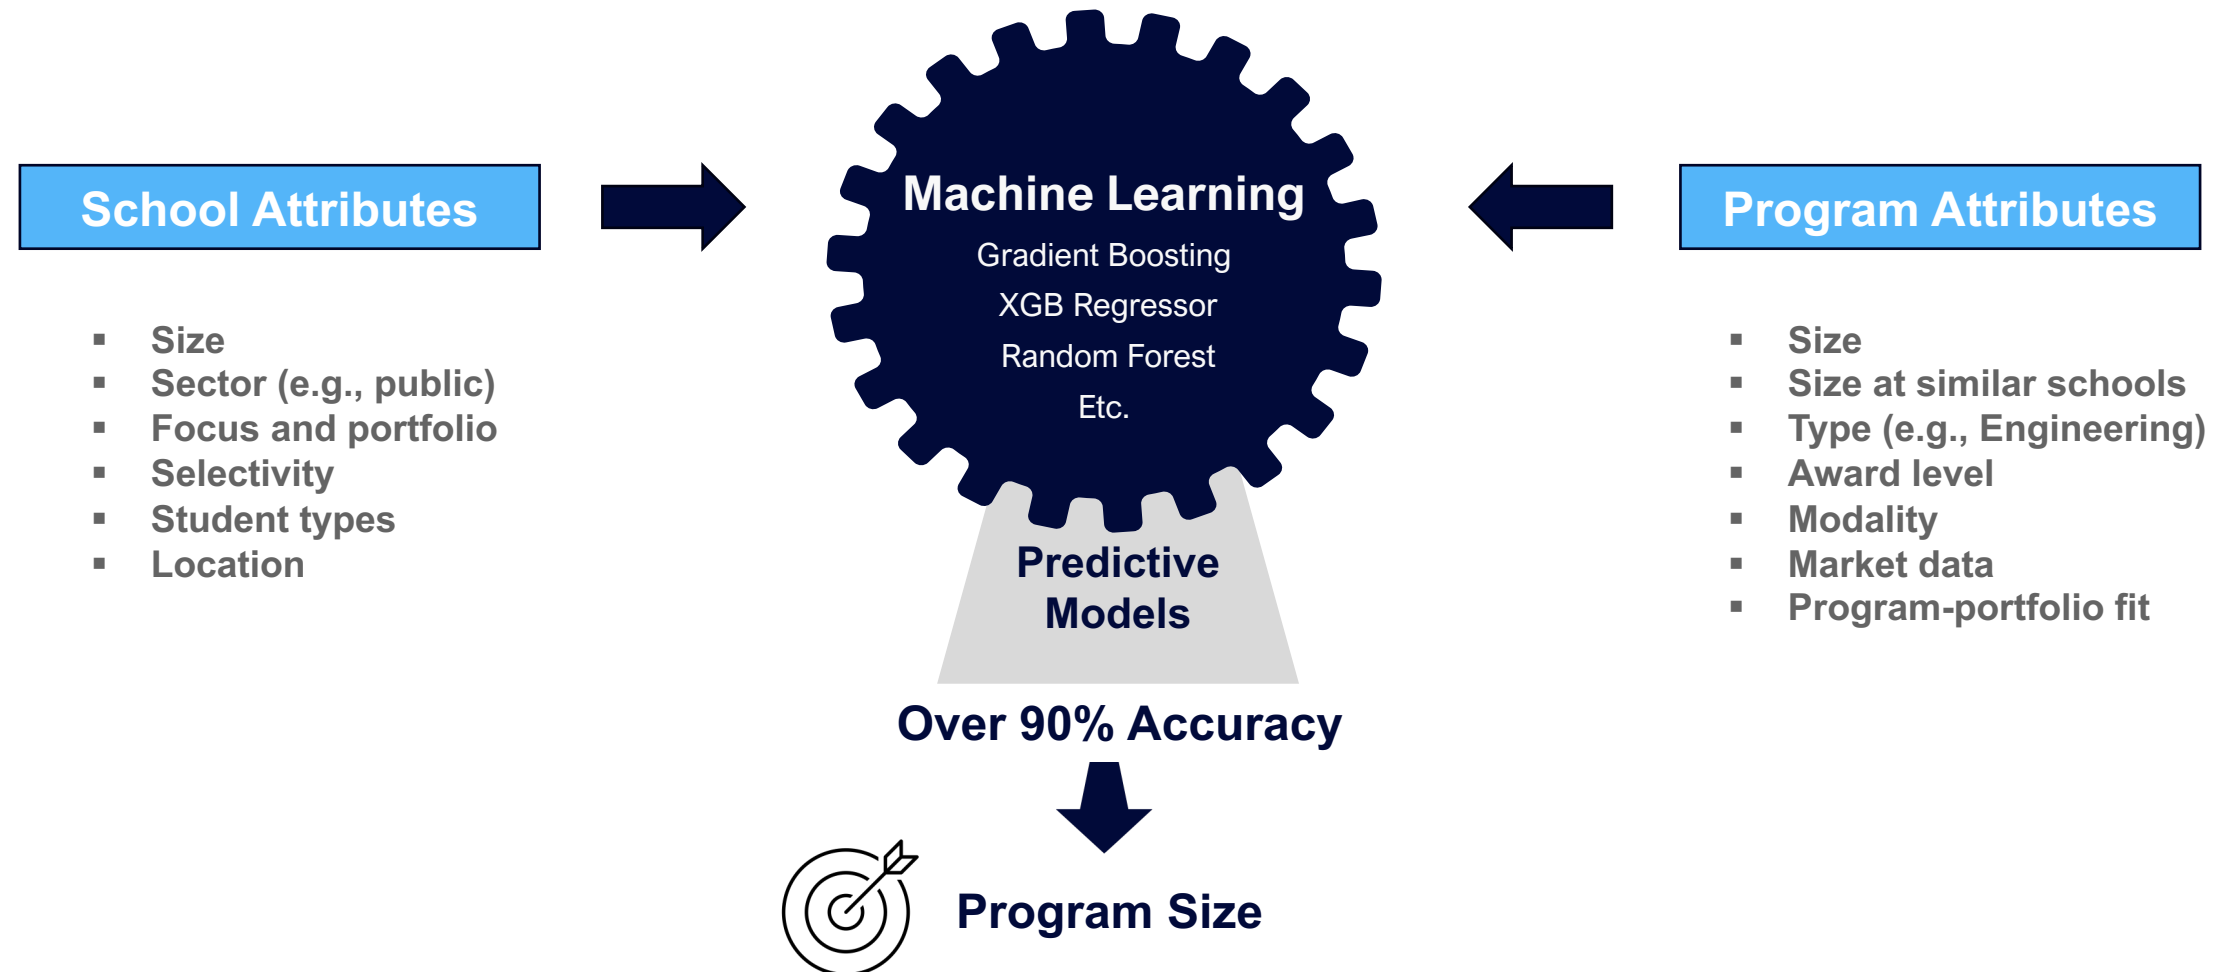 School Attributes
▪ Size
▪ Sector (e.g., public)
▪ Focus and portfolio
▪ Selectivity
▪ Student types
▪ Location
Machine Learning
Gradient Boosting
XGB Regressor
Random Forest
Etc.
Predictive
Models
Over 90% Accuracy
Program Size
Program Attributes
▪ Size
▪ Size at similar schools
▪ Type (e.g., Engineering)
▪ Award level
▪ Modality
▪ Market data
▪ Program-portfolio fit